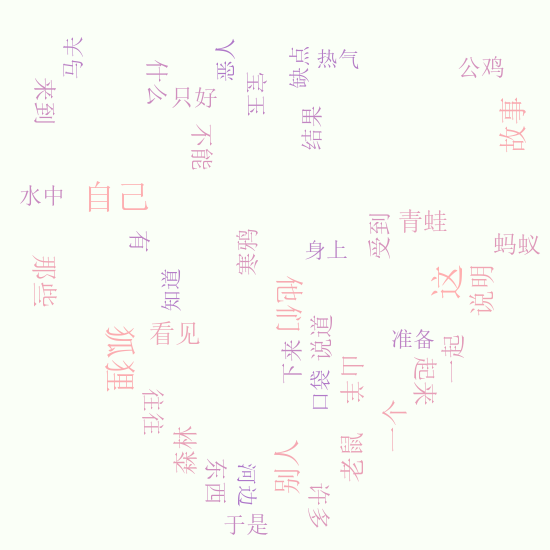 恶人
马夫
什么
缺点
热气
公鸡
来到
宝玉
只好
故事
结果
不能
水中
自己
受到
青蛙
有
寒鸦
身上
蚂蚁
那些
知道
这
说明
他们
看见
说道
准备
狐狸
下来
一起
口袋
山羊
起来
往往
一个
森林
老鼠
东西
河边
别人
许多
于是